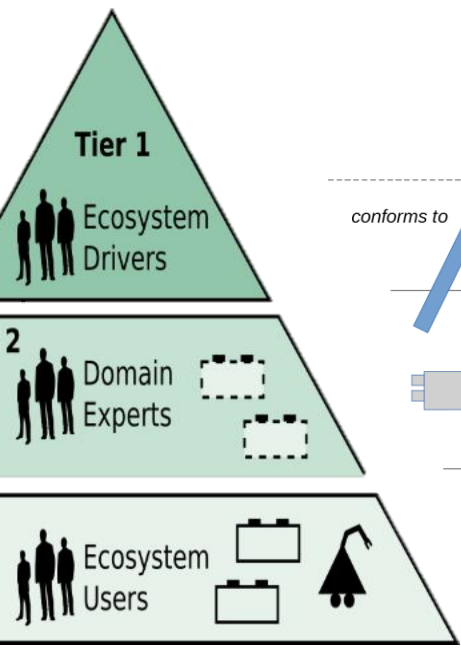 Tier 1
Ecosystem
Drivers
conforms to
2
Domain
Experts
Ecosystem
Users